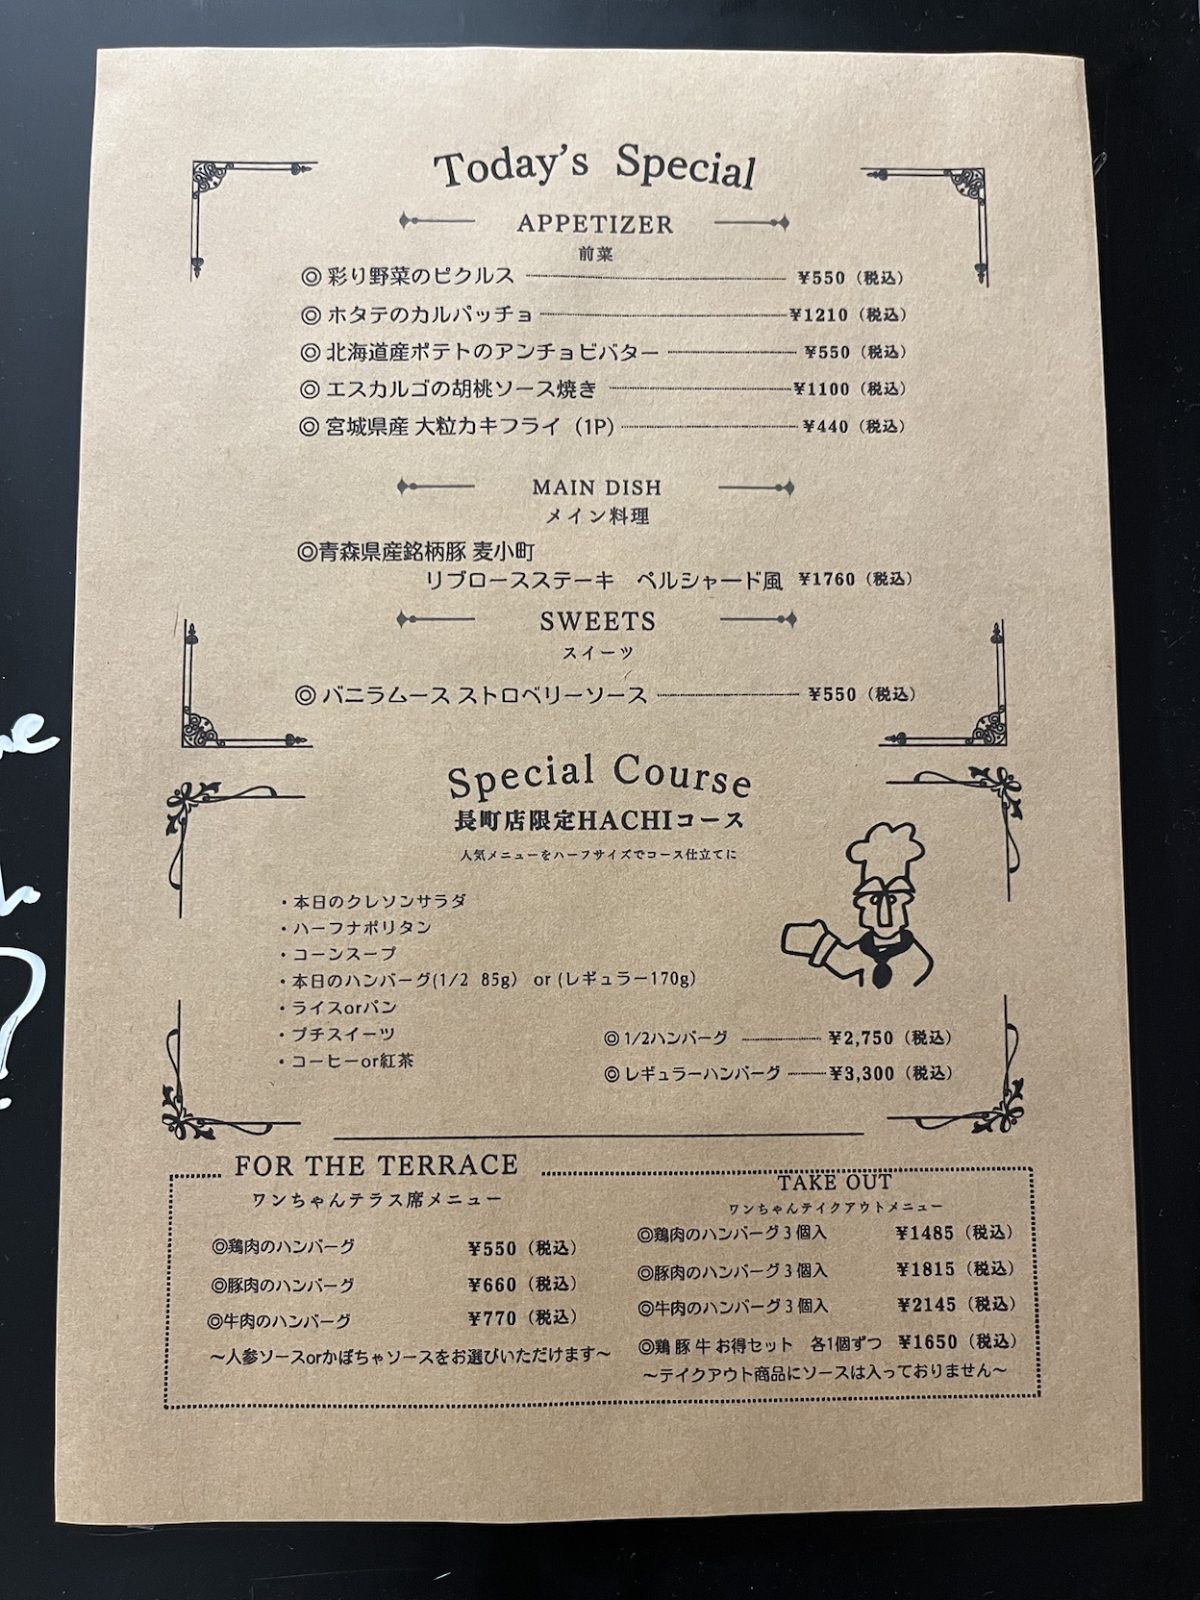 Today's Special
APPETIZER
前菜
◎ 彩り野菜のピクルス ¥550（税込）
◎ ホタテのカルパッチョ ¥1210（税込）
◎ 北海道産ポテトのアンチョビバター ¥550（税込）
◎ エスカルゴの胡桃ソース焼き ¥1100（税込）
◎ 宮城県産 大粒カキフライ (1P) ¥440（税込）
MAIN DISH
メイン料理
◎青森県産銘柄豚 麦小町
リブロースステーキ ペルシャード風 ¥1760（税込）
SWEETS
スイーツ
◎ バニラムース ストロベリーソース ¥550（税込）
Special Course
長町店限定HACHIコース
人気メニューをハーフサイズでコース仕立てに
・本日のクレソンサラダ
・ハーフナポリタン
・コーンスープ
・本日のハンバーグ(1/2 85g） or (レギュラー170g）
・ライスorパン
・プチスイーツ
・コーヒーor紅茶
◎ 1/2ハンバーグ ¥2,750（税込）
◎ レギュラーハンバーグ ¥3,300（税込）
FOR THE TERRACE
ワンちゃんテラス席メニュー
◎鶏肉のハンバーグ ¥550（税込）
◎豚肉のハンバーグ ¥660（税込）
◎牛肉のハンバーグ ¥770（税込）
～人参ソースorかぼちゃソースをお選びいただけます～
TAKE OUT
ワンちゃんテイクアウトメニュー
◎鶏肉のハンバーグ３個入 ¥1485（税込）
◎豚肉のハンバーグ３個入 ¥1815（税込）
◎牛肉のハンバーグ３個入 ¥2145（税込）
◎鶏 豚 牛 お得セット 各1個ずつ ¥1650（税込）
～テイクアウト商品にソースは入っておりません～